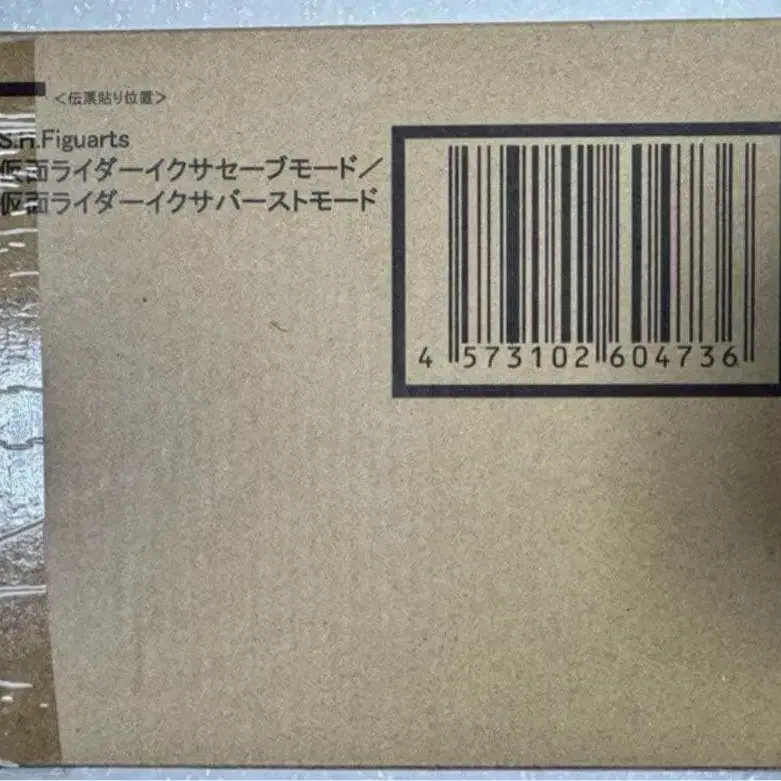 <伝票貼り位置>
S.H.Figuarts
仮面ライダーイクサセーブモード/
仮面ライダーイクサバーストモード
4 573102 604736